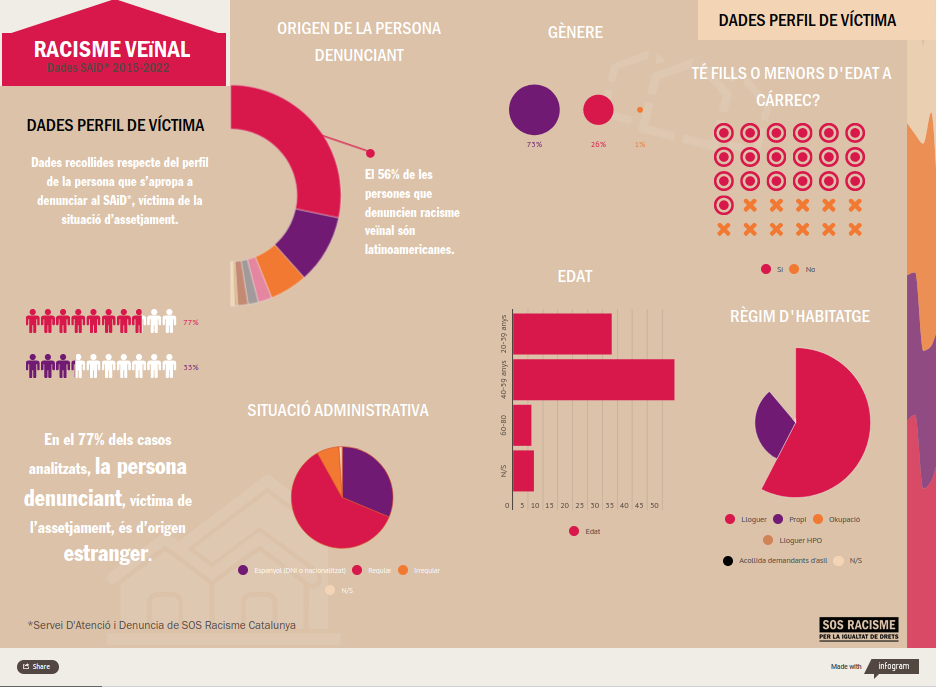 RACISME VEïNAL
Dades SAiD* 2015-2022
DADES PERFIL DE VÍCTIMA
Dades recollides respecte del perfil
de la persona que s'apropa a
denunciar al SAiD*, víctima de la
situació d'assetjament.
77%
33%
En el 77% dels casos
analitzats, la persona
denunciant, víctima de
l'assetjament, és d'origen
estranger.
*Servei D'Atenció i Denuncia de SOS Racisme Catalunya
ORIGEN DE LA PERSONA
DENUNCIANT
El 56% de les
persones que
denuncien racisme
veïnal són
llatinoamericanes.
SITUACIÓ ADMINISTRATIVA
Espanyol (DNI o nacionalitzat) Regular Irregular
N/S
GÈNERE
73% 26% 1%
EDAT
20-39 anys
40-59 anys
60-80
N/S
0 5 10 15 20 25 30 35 40 45 50
Edat
DADES PERFIL DE VÍCTIMA
TÉ FILLS O MENORS D'EDAT A
CÁRREC?
Si No
RÈGIM D'HABITATGE
Lloguer Propi Okupació
Lloguer HPO
Acollida demandants d'asil N/S
SOS RACISME
PER LA IGUALTAT DE DRETS
Share
Made with infogram